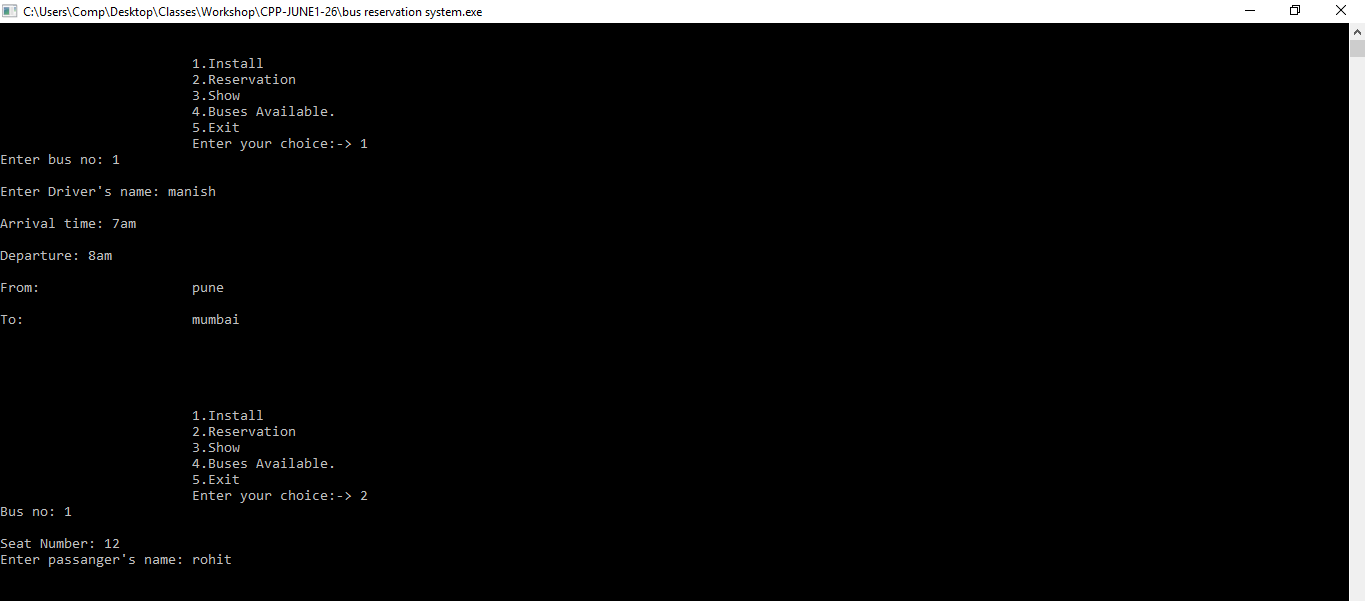 C:\Users\Comp\Desktop\Classes\Workshop\CPP-JUNE1-26\bus reservation system.exe
1.Install
2.Reservation
3.Show
4.Buses Available.
5.Exit
Enter your choice:-> 1
Enter bus no: 1
Enter Driver's name: manish
Arrival time: 7am
Departure: 8am
From: pune
To: mumbai
1.Install
2.Reservation
3.Show
4.Buses Available.
5.Exit
Enter your choice:-> 2
Bus no: 1
Seat Number: 12
Enter passanger's name: rohit